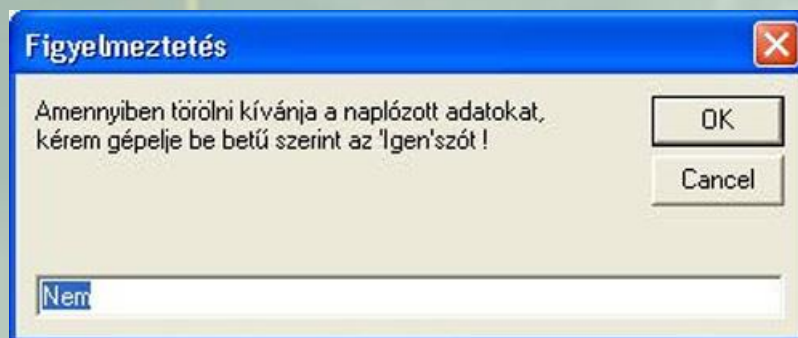 Figyelmeztetés
Amennyiben törölni kívánja a naplózott adatokat,
kérem gépelje be betű szerint az 'Igen'szót !
OK
Cancel
Nem